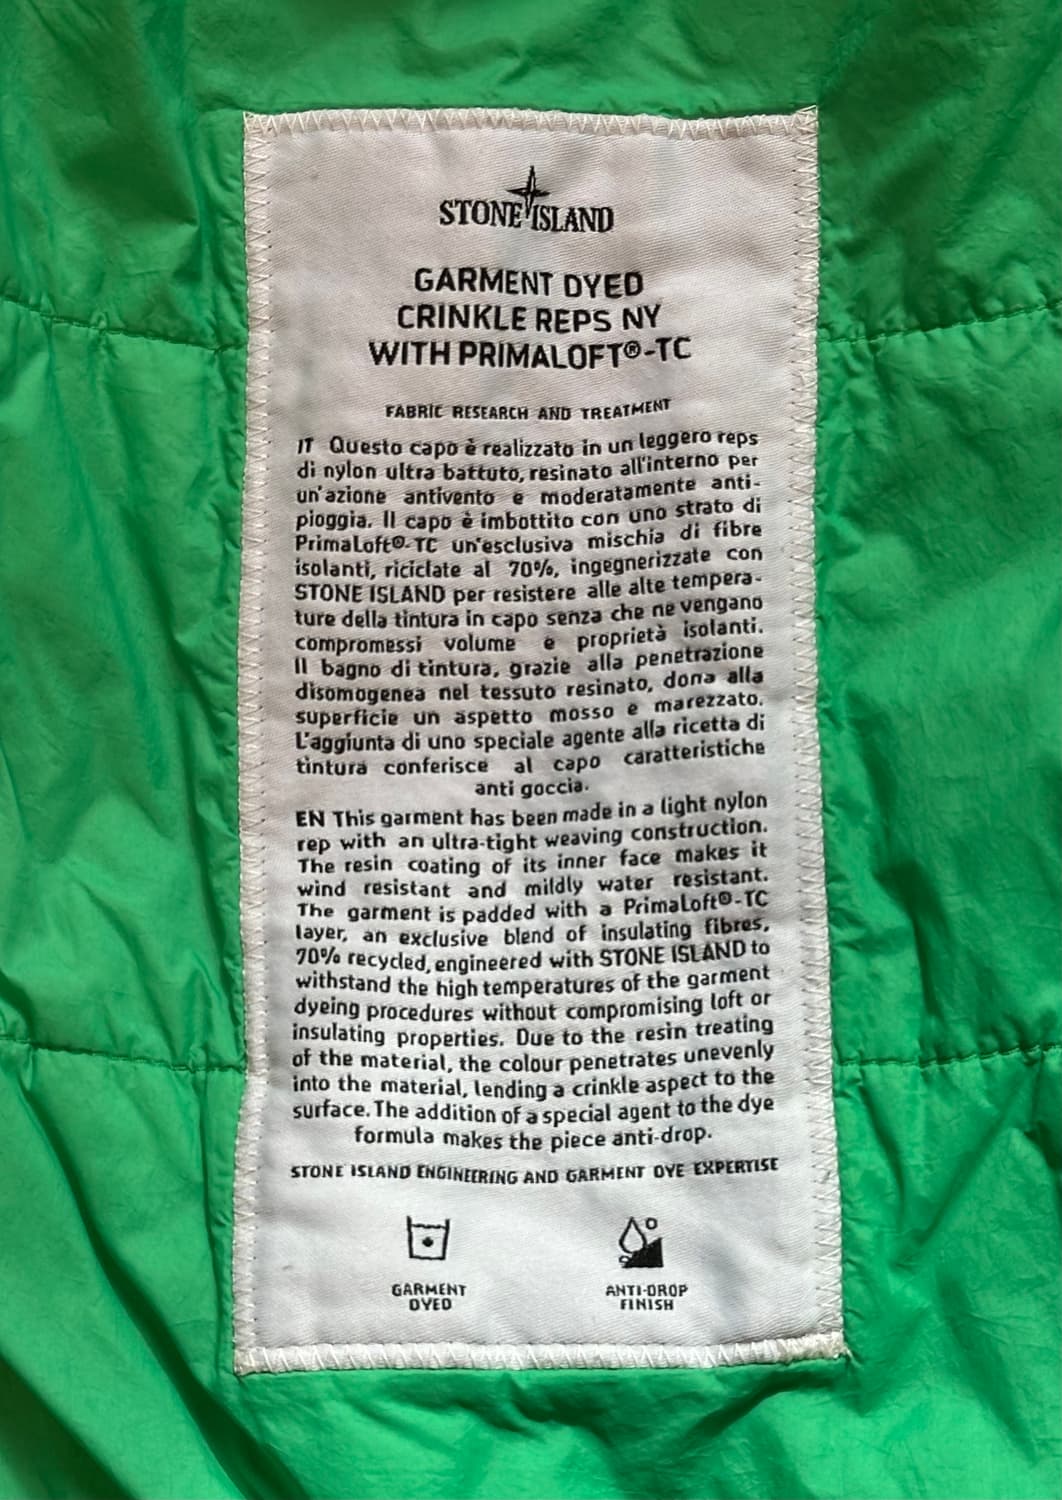 STONE ISLAND
GARMENT DYED
CRINKLE REPS NY
WITH PRIMALOFT®-TC
FABRIC RESEARCH AND TREATMENT
IT Questo capo è realizzato in un leggero reps
di nylon ultra battuto, resinato all'interno per
un'azione antivento e moderatamente anti-
pioggia. Il capo è imbottito con uno strato di
PrimaLoft®-TC un'esclusiva mischia di fibre
isolanti, riciclate al 70%, ingegnerizzate con
STONE ISLAND per resistere alle alte tempera-
ture della tintura in capo senza che ne vengano
compromessi volume e proprietà isolanti.
Il bagno di tintura, grazie alla penetrazione
disomogenea nel tessuto resinato, dona alla
superficie un aspetto mosso e marezzato.
L'aggiunta di uno speciale agente alla ricetta di
tintura conferisce al capo caratteristiche
anti goccia.
EN This garment has been made in a light nylon
rep with an ultra-tight weaving construction.
The resin coating of its inner face makes it
wind resistant and mildly water resistant.
The garment is padded with a PrimaLoft®-TC
layer, an exclusive blend of insulating fibres,
70% recycled, engineered with STONE ISLAND to
withstand the high temperatures of the garment
dyeing procedures without compromising loft or
insulating properties. Due to the resin treating
of the material, the colour penetrates unevenly
into the material, lending a crinkle aspect to the
surface. The addition of a special agent to the dye
formula makes the piece anti-drop.
STONE ISLAND ENGINEERING AND GARMENT DYE EXPERTISE
GARMENT
DYED
ANTI-DROP
FINISH